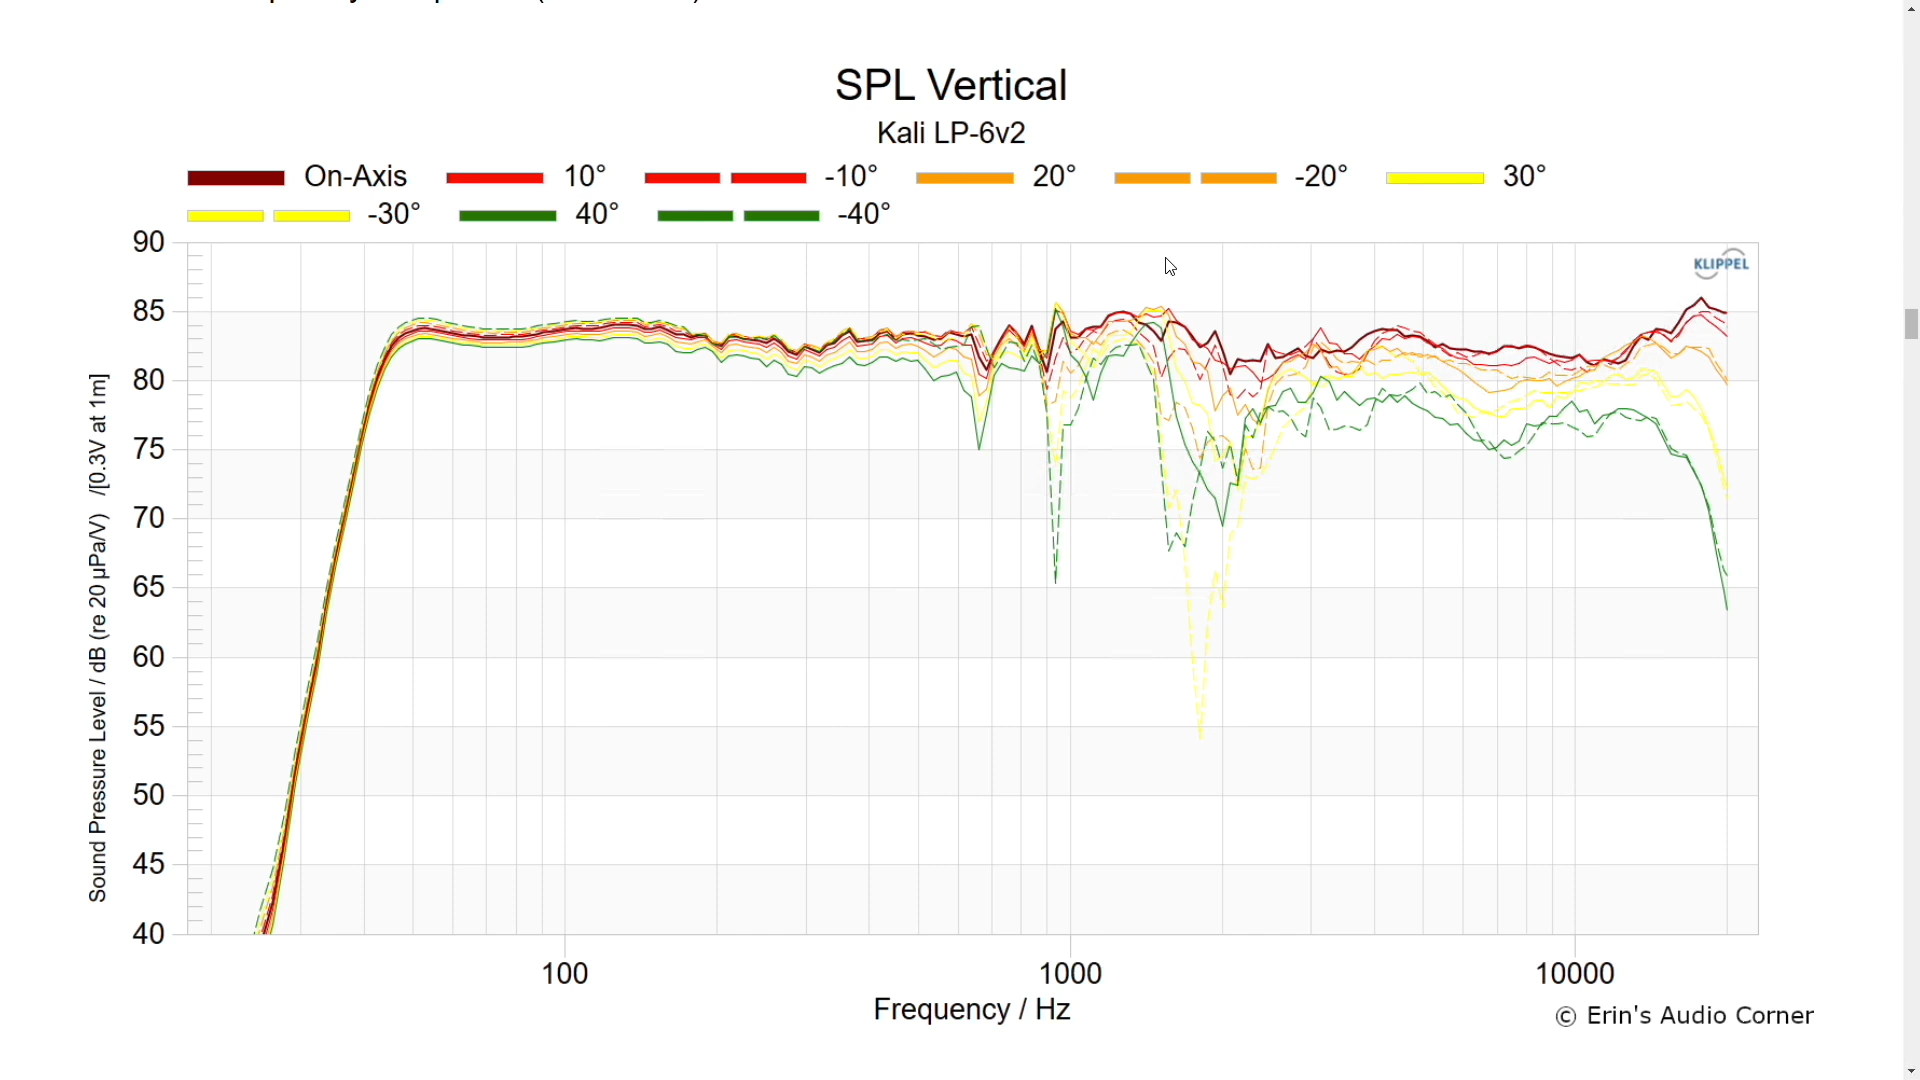 SPL Vertical
Kali LP-6v2
On-Axis 10° -10° 20° -20° 30°
-30° 40° -40°
KLIPPEL
90
85
80
75
70
65
60
55
50
45
40
Sound Pressure Level / dB (re 20 µPa/V) /[0.3V at 1m]
100 1000 10000
Frequency / Hz
© Erin's Audio Corner